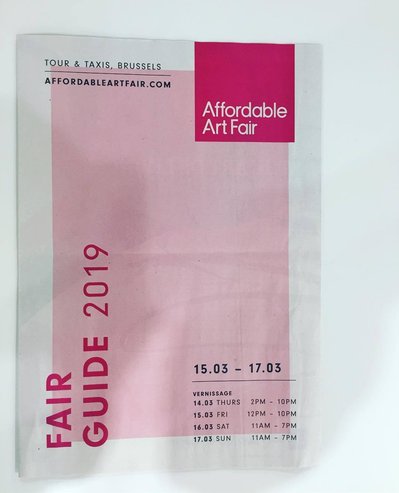 TOUR & TAXIS, BRUSSELS
AFFORDABLEARTFAIR.COM
Affordable
Art Fair
FAIR
GUIDE 2019
15.03 – 17.03
VERNISSAGE
14.03 THURS 2PM – 10PM
15.03 FRI 12PM – 10PM
16.03 SAT 11AM – 7PM
17.03 SUN 11AM – 7PM